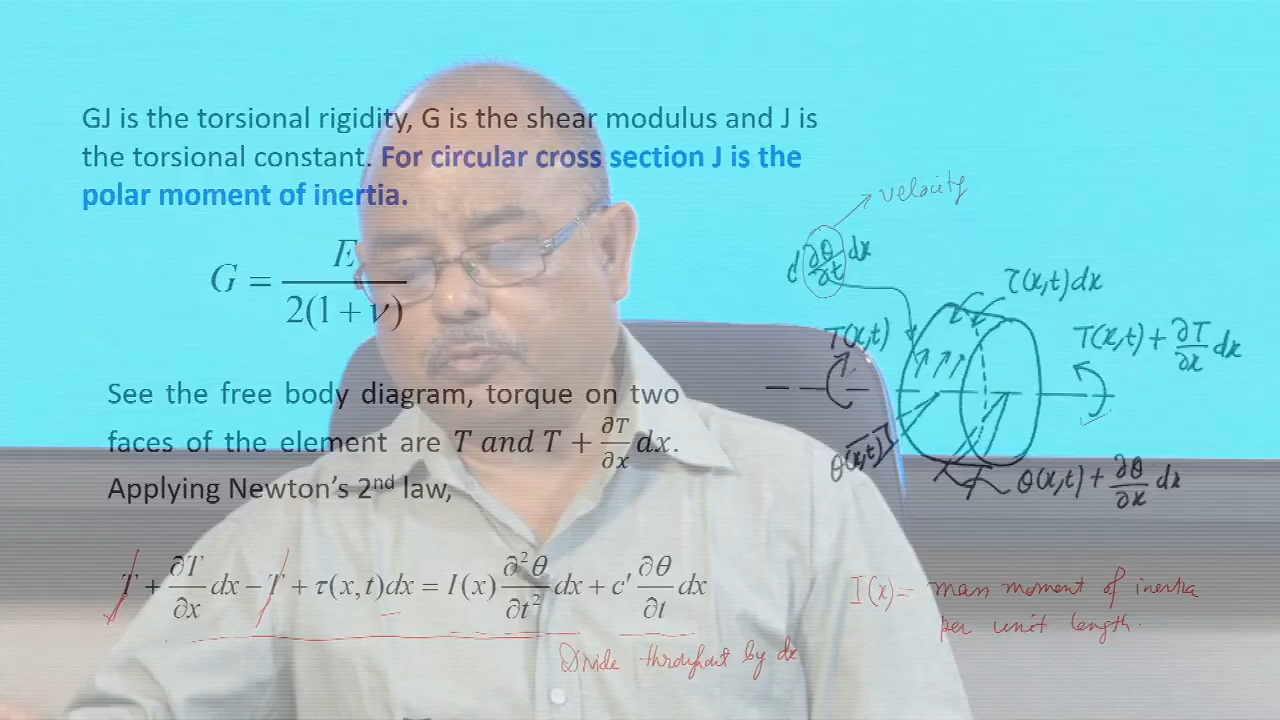 GJ is the torsional rigidity, G is the shear modulus and J is
the torsional constant. For circular cross section J is the
polar moment of inertia.
G = E / 2(1 + ν)
See the free body diagram, torque on two
faces of the element are T and T + ∂T/∂x dx.
Applying Newton's 2nd law,
T + ∂T/∂x dx − T + τ(x,t)dx = I(x) ∂²θ/∂t² dx + c' ∂θ/∂t dx
Divide throughout by dx
velocity
d ∂θ/∂t dx
τ(x,t)dx
T(x,t)
T(x,t) + ∂T/∂x dx
θ(x,t)
θ(x,t) + ∂θ/∂x dx
I(x) = mass moment of inertia
per unit length.